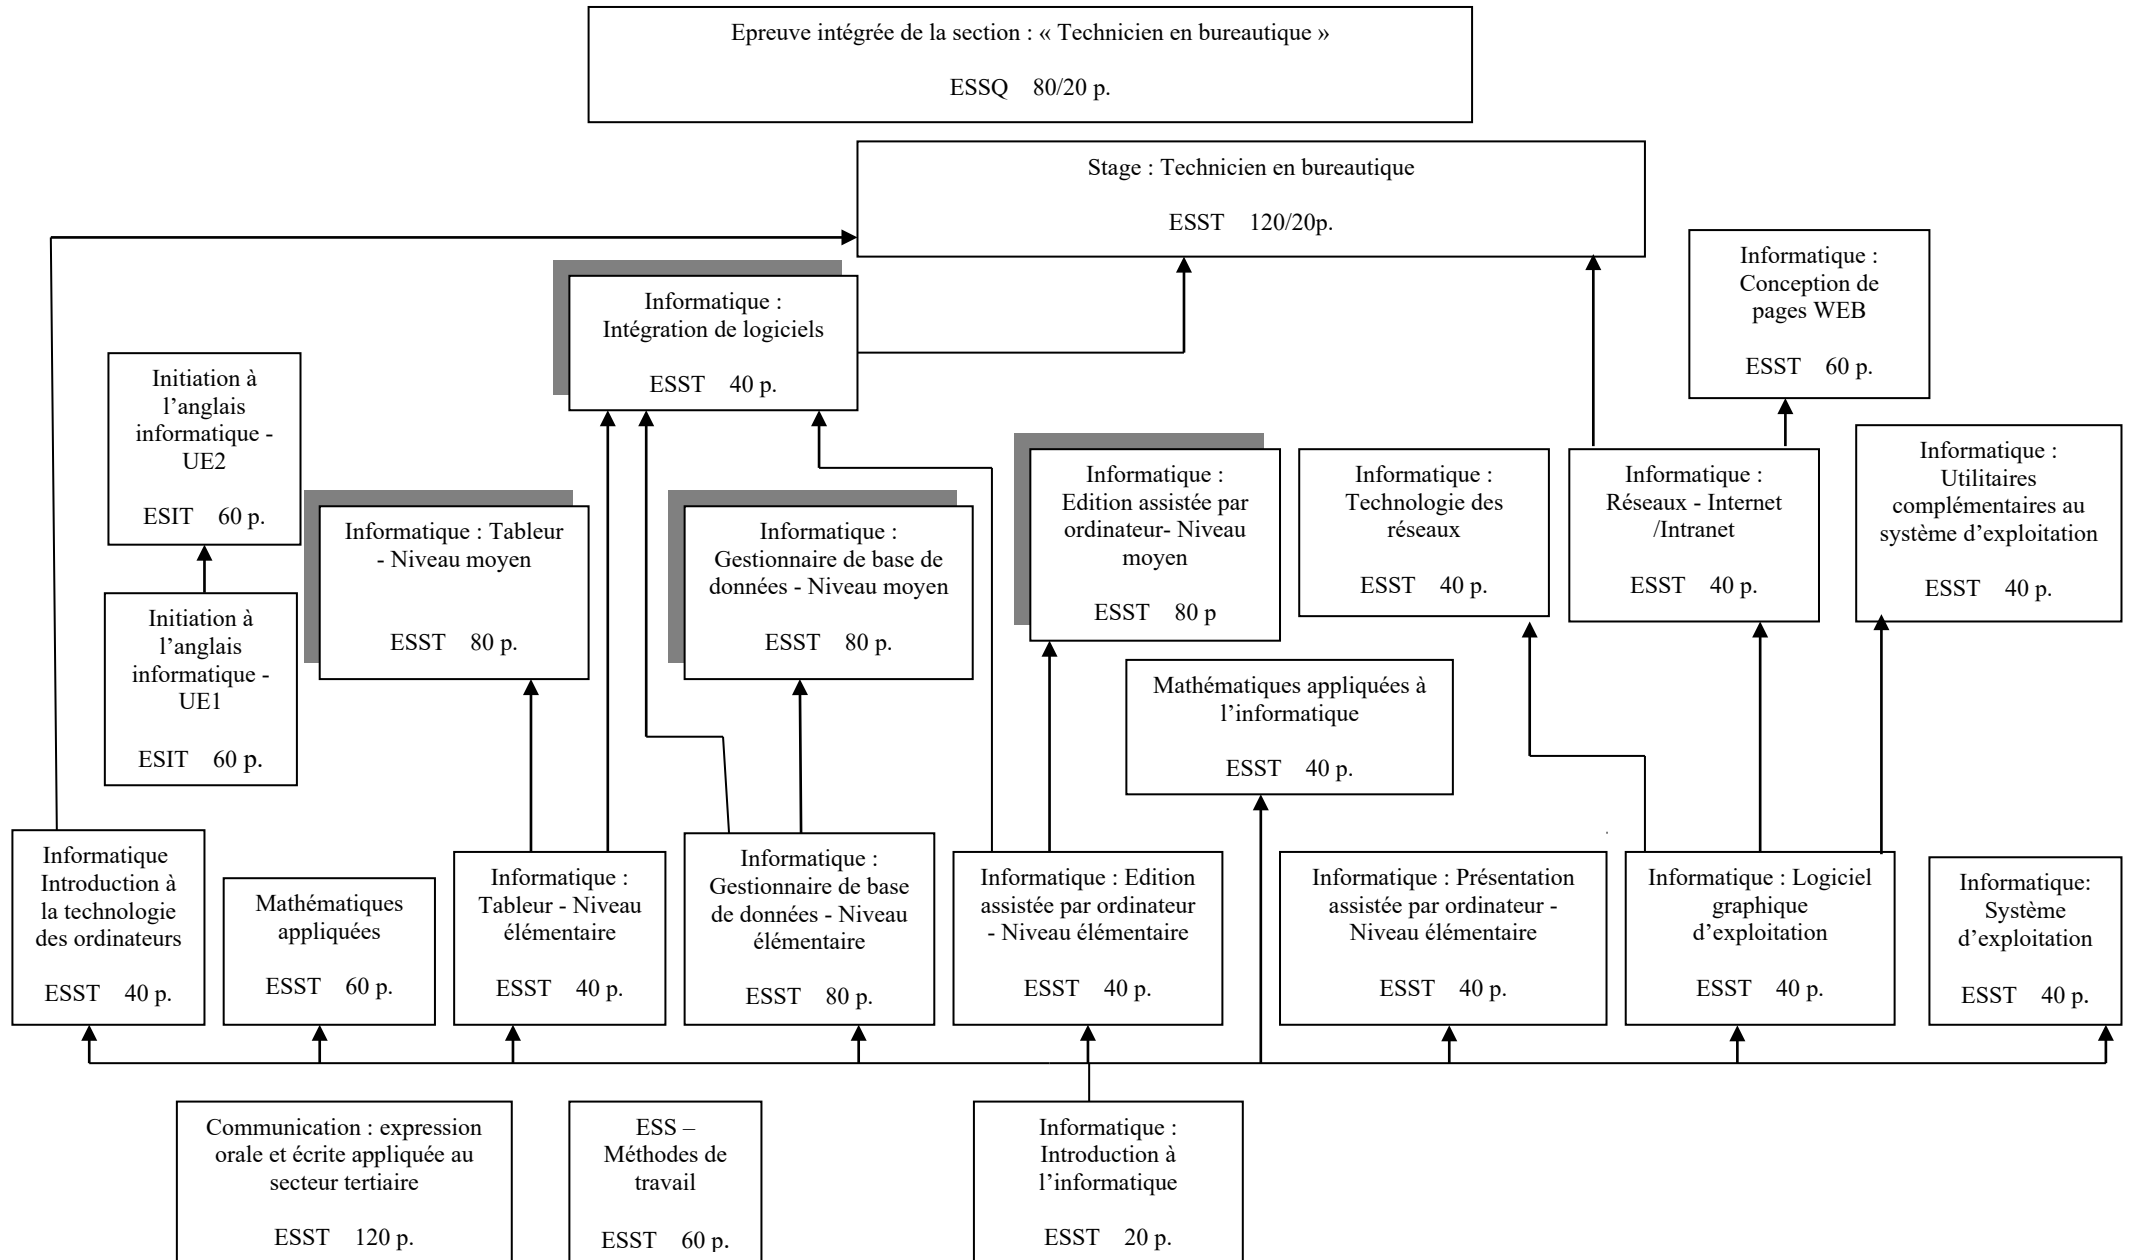 Epreuve intégrée de la section : « Technicien en bureautique »
ESSQ 80/20 p.
Stage : Technicien en bureautique
ESST 120/20p.
Informatique :
Conception de
pages WEB
ESST 60 p.
Informatique :
Intégration de logiciels
ESST 40 p.
Initiation à
l’anglais
informatique -
UE2
ESIT 60 p.
Informatique : Tableur
- Niveau moyen
ESST 80 p.
Informatique :
Gestionnaire de base de
données - Niveau moyen
ESST 80 p.
Informatique :
Edition assistée par
ordinateur- Niveau
moyen
ESST 80 p
Informatique :
Technologie des
réseaux
ESST 40 p.
Informatique :
Réseaux - Internet
/Intranet
ESST 40 p.
Informatique :
Utilitaires
complémentaires au
système d’exploitation
ESST 40 p.
Initiation à
l’anglais
informatique -
UE1
ESIT 60 p.
Mathématiques appliquées à
l’informatique
ESST 40 p.
Informatique
Introduction à
la technologie
des ordinateurs
ESST 40 p.
Mathématiques
appliquées
ESST 60 p.
Informatique :
Tableur - Niveau
élémentaire
ESST 40 p.
Informatique :
Gestionnaire de base
de données - Niveau
élémentaire
ESST 80 p.
Informatique : Edition
assistée par ordinateur
- Niveau élémentaire
ESST 40 p.
Informatique : Présentation
assistée par ordinateur -
Niveau élémentaire
ESST 40 p.
Informatique : Logiciel
graphique
d’exploitation
ESST 40 p.
Informatique:
Système
d’exploitation
ESST 40 p.
Communication : expression
orale et écrite appliquée au
secteur tertiaire
ESST 120 p.
ESS –
Méthodes de
travail
ESST 60 p.
Informatique :
Introduction à
l’informatique
ESST 20 p.